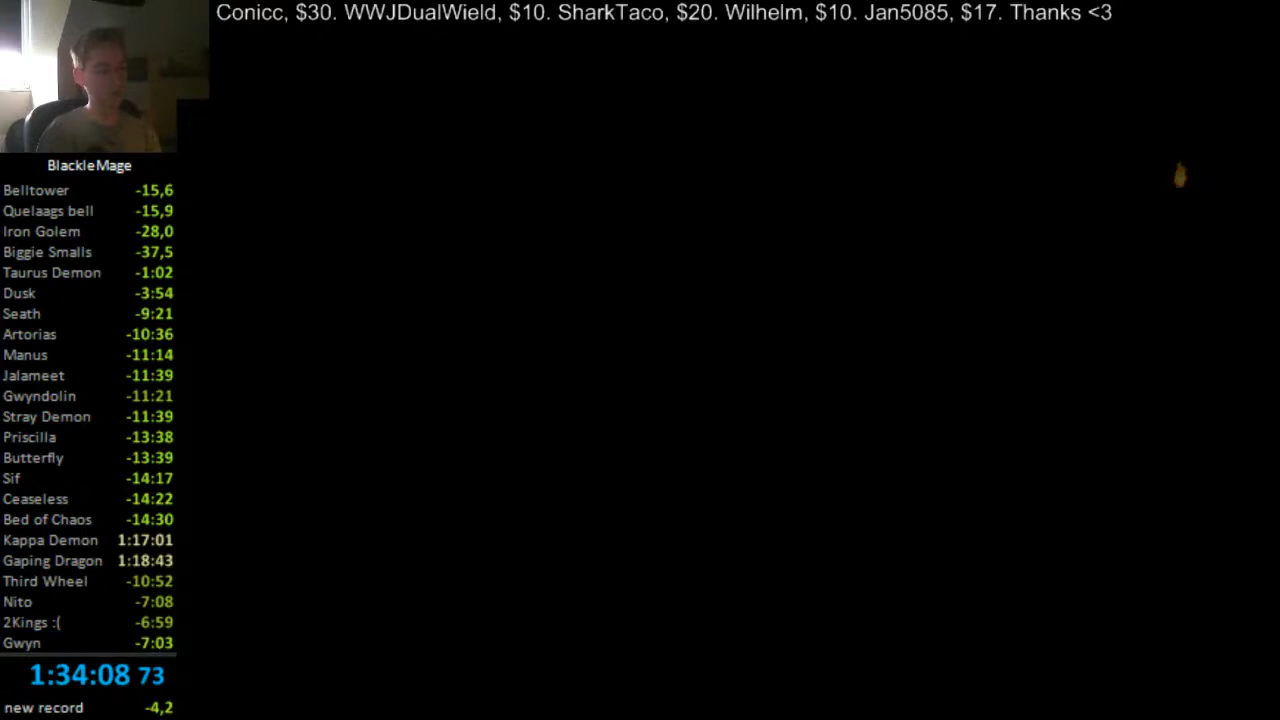 Conicc, $30. WWJDualWield, $10. SharkTaco, $20. Wilhelm, $10. Jan5085, $17. Thanks <3
BlackleMage
Belltower -15,6
Quelaags bell -15,9
Iron Golem -28,0
Biggie Smalls -37,5
Taurus Demon -1:02
Dusk -3:54
Seath -9:21
Artorias -10:36
Manus -11:14
Jalameet -11:39
Gwyndolin -11:21
Stray Demon -11:39
Priscilla -13:38
Butterfly -13:39
Sif -14:17
Ceaseless -14:22
Bed of Chaos -14:30
Kappa Demon 1:17:01
Gaping Dragon 1:18:43
Third Wheel -10:52
Nito -7:08
2Kings :( -6:59
Gwyn -7:03
1:34:08 73
new record -4,2